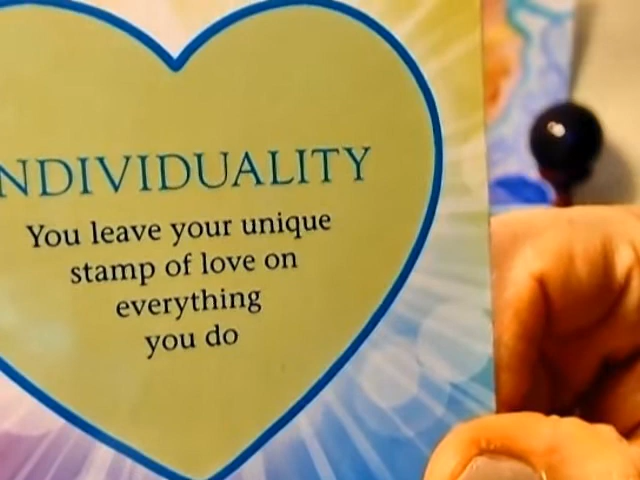 NDIVIDUALITY
You leave your unique
stamp of love on
everything
you do